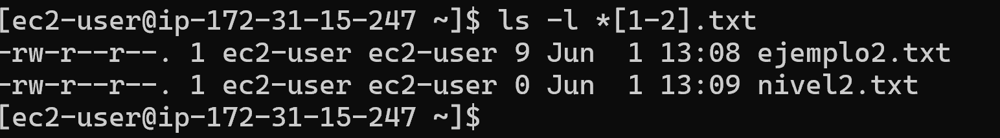 [ec2-user@ip-172-31-15-247 ~]$ ls -l *[1-2].txt
-rw-r--r--. 1 ec2-user ec2-user 9 Jun  1 13:08 ejemplo2.txt
-rw-r--r--. 1 ec2-user ec2-user 0 Jun  1 13:09 nivel2.txt
[ec2-user@ip-172-31-15-247 ~]$